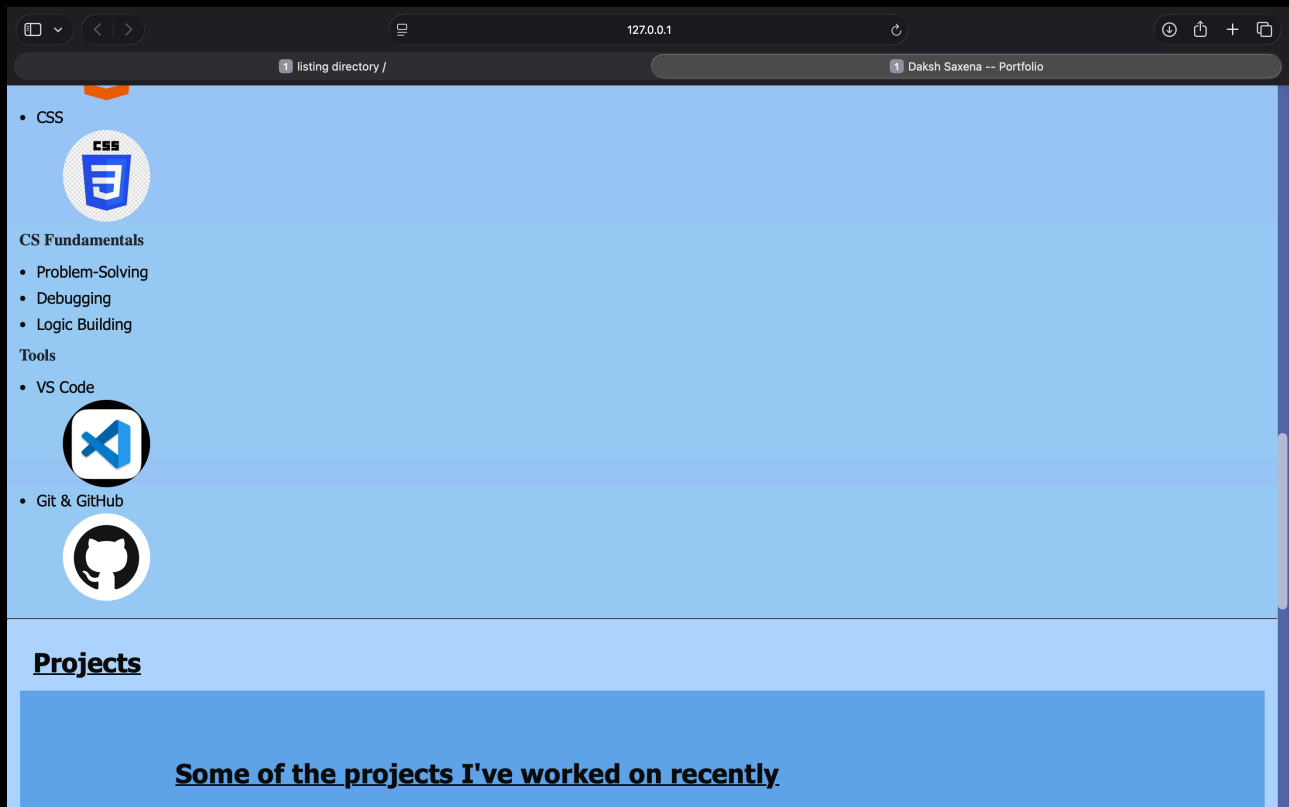 127.0.0.1
1 listing directory /
1 Daksh Saxena -- Portfolio
• CSS
CSS
3
CS Fundamentals
• Problem-Solving
• Debugging
• Logic Building
Tools
• VS Code
• Git & GitHub
Projects
Some of the projects I've worked on recently